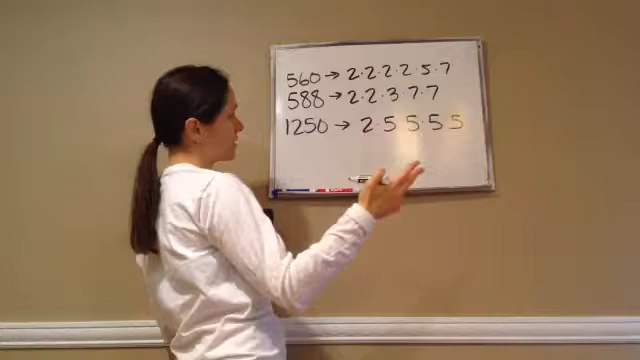 560 → 2·2·2·2·5·7
588 → 2·2·3·7·7
1250 → 2·5 5·5 5